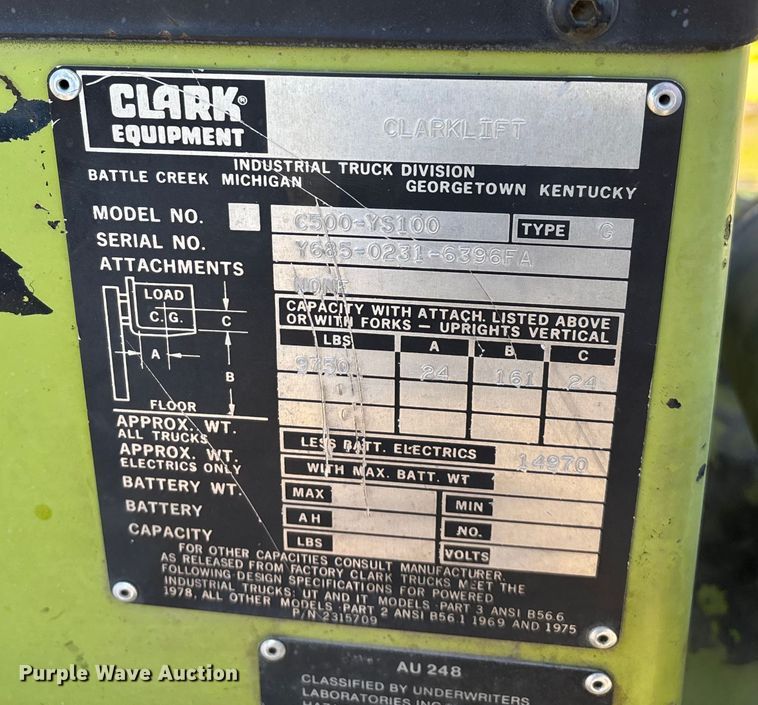 CLARK®
EQUIPMENT
CLARKLIFT
INDUSTRIAL TRUCK DIVISION
BATTLE CREEK MICHIGAN GEORGETOWN KENTUCKY
MODEL NO. C500-YS100 TYPE G
SERIAL NO. Y685-0231-6396FA
ATTACHMENTS NONE
LOAD
C.G.
C
A
B
FLOOR
CAPACITY WITH ATTACH. LISTED ABOVE
OR WITH FORKS - UPRIGHTS VERTICAL
LBS A B C
9750 24 161 24
APPROX. WT.
ALL TRUCKS
LESS BATT. ELECTRICS 14970
APPROX. WT.
ELECTRICS ONLY
WITH MAX. BATT. WT
BATTERY WT. MAX MIN
BATTERY AH NO.
CAPACITY LBS VOLTS
FOR OTHER CAPACITIES CONSULT MANUFACTURER.
AS RELEASED FROM FACTORY CLARK TRUCKS MEET THE
FOLLOWING DESIGN SPECIFICATIONS FOR POWERED
INDUSTRIAL TRUCKS: UT AND IT MODELS - PART 3 ANSI B56.6
1978, ALL OTHER MODELS - PART 2 ANSI B56.1 1969 AND 1975
P/N 2315709
AU 248
CLASSIFIED BY UNDERWRITERS
LABORATORIES INC
Purple Wave Auction